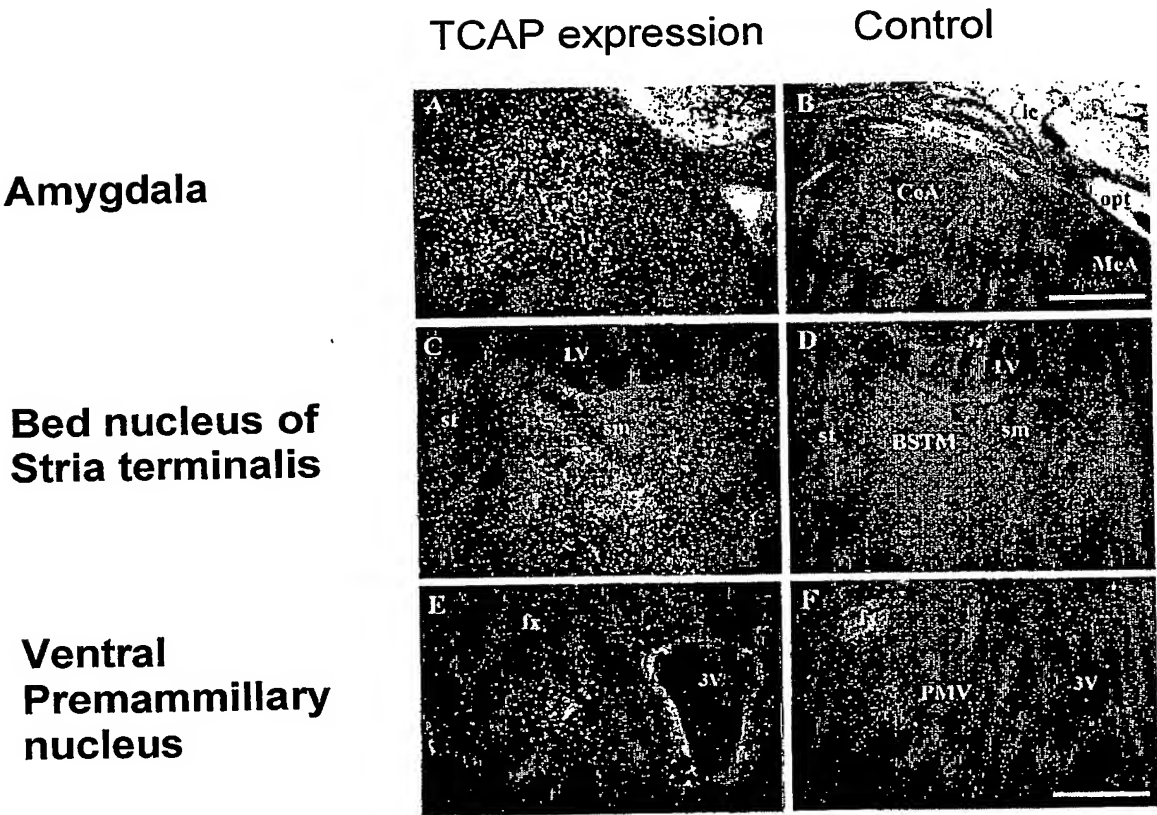 TCAP expression Control
Amygdala
A
B
ic
CeA
opt
MeA
Bed nucleus of
Stria terminalis
C
LV
st
sm
D
LV
st
BSTM
sm
Ventral
Premammillary
nucleus
E
fx
3V
F
fx
PMV
3V